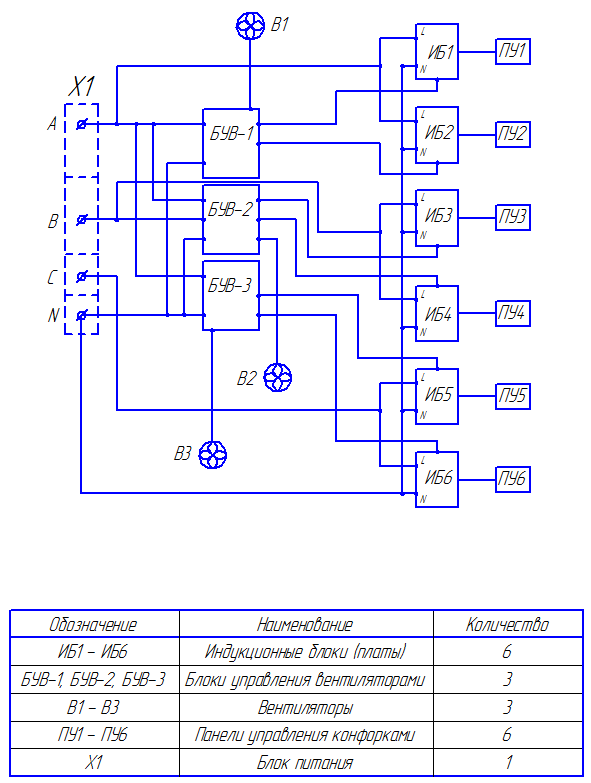 В1
X1
A
B
C
N
БУВ-1
БУВ-2
БУВ-3
В2
В3
L
ИБ1
N
ПУ1
L
ИБ2
N
ПУ2
L
ИБ3
N
ПУ3
L
ИБ4
N
ПУ4
L
ИБ5
N
ПУ5
L
ИБ6
N
ПУ6
Обозначение Наименование Количество
ИБ1 - ИБ6 Индукционные блоки (платы) 6
БУВ-1, БУВ-2, БУВ-3 Блоки управления вентиляторами 3
В1 - В3 Вентиляторы 3
ПУ1 - ПУ6 Панели управления конфорками 6
X1 Блок питания 1